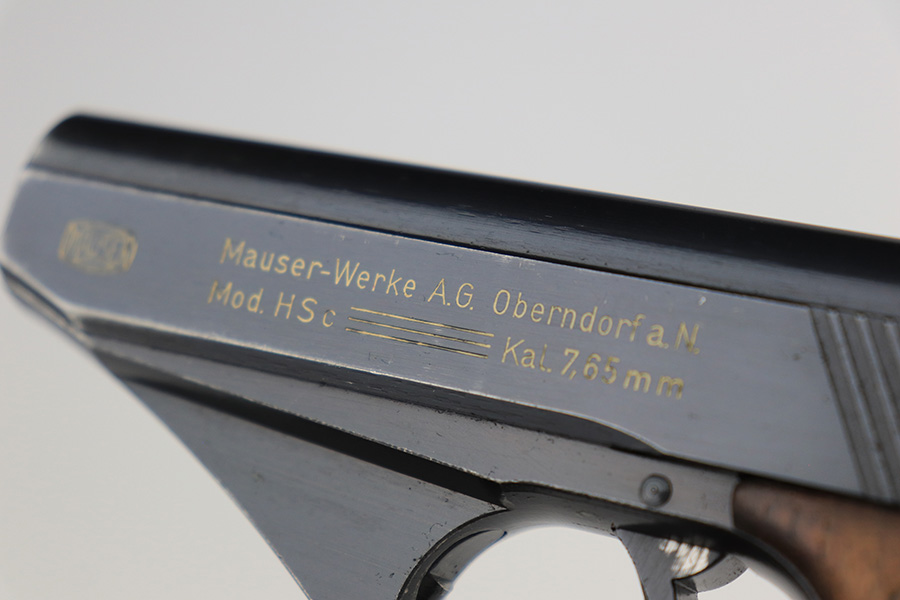 Mauser-Werke A.G. Oberndorf a. N.
Mod. HSc
Kal. 7,65 mm